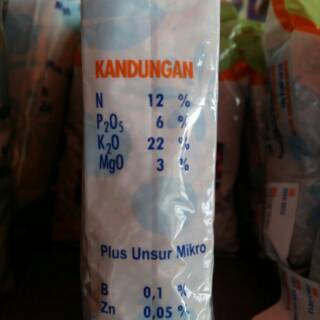 KANDUNGAN
N 12 %
P₂O₅ 6 %
K₂O 22 %
MgO 3 %
Plus Unsur Mikro
B 0,1 %
Zn 0,05 %